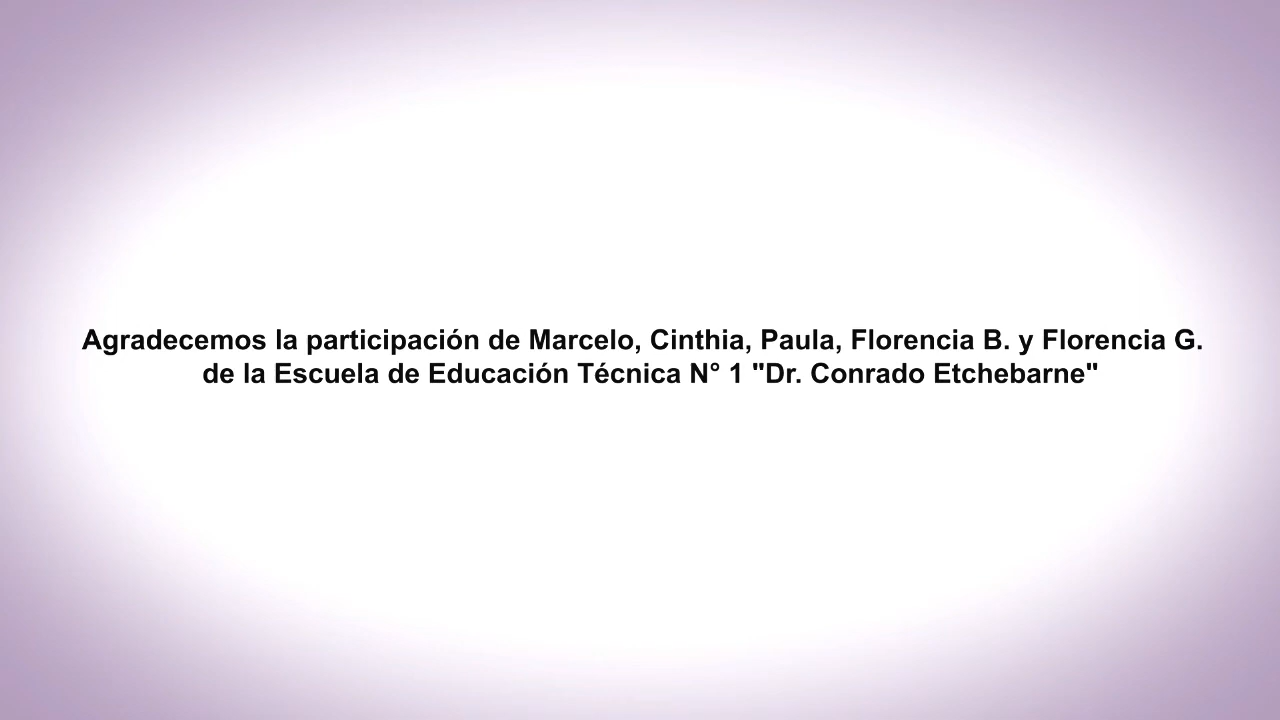 Agradecemos la participación de Marcelo, Cinthia, Paula, Florencia B. y Florencia G.
de la Escuela de Educación Técnica N° 1 "Dr. Conrado Etchebarne"